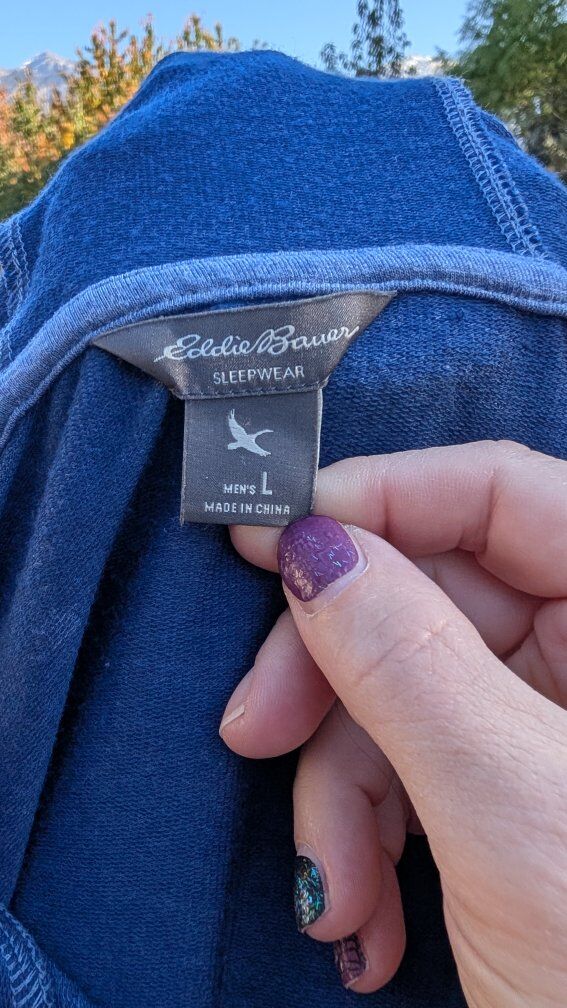 Eddie Bauer
SLEEPWEAR
MEN'S L
MADE IN CHINA